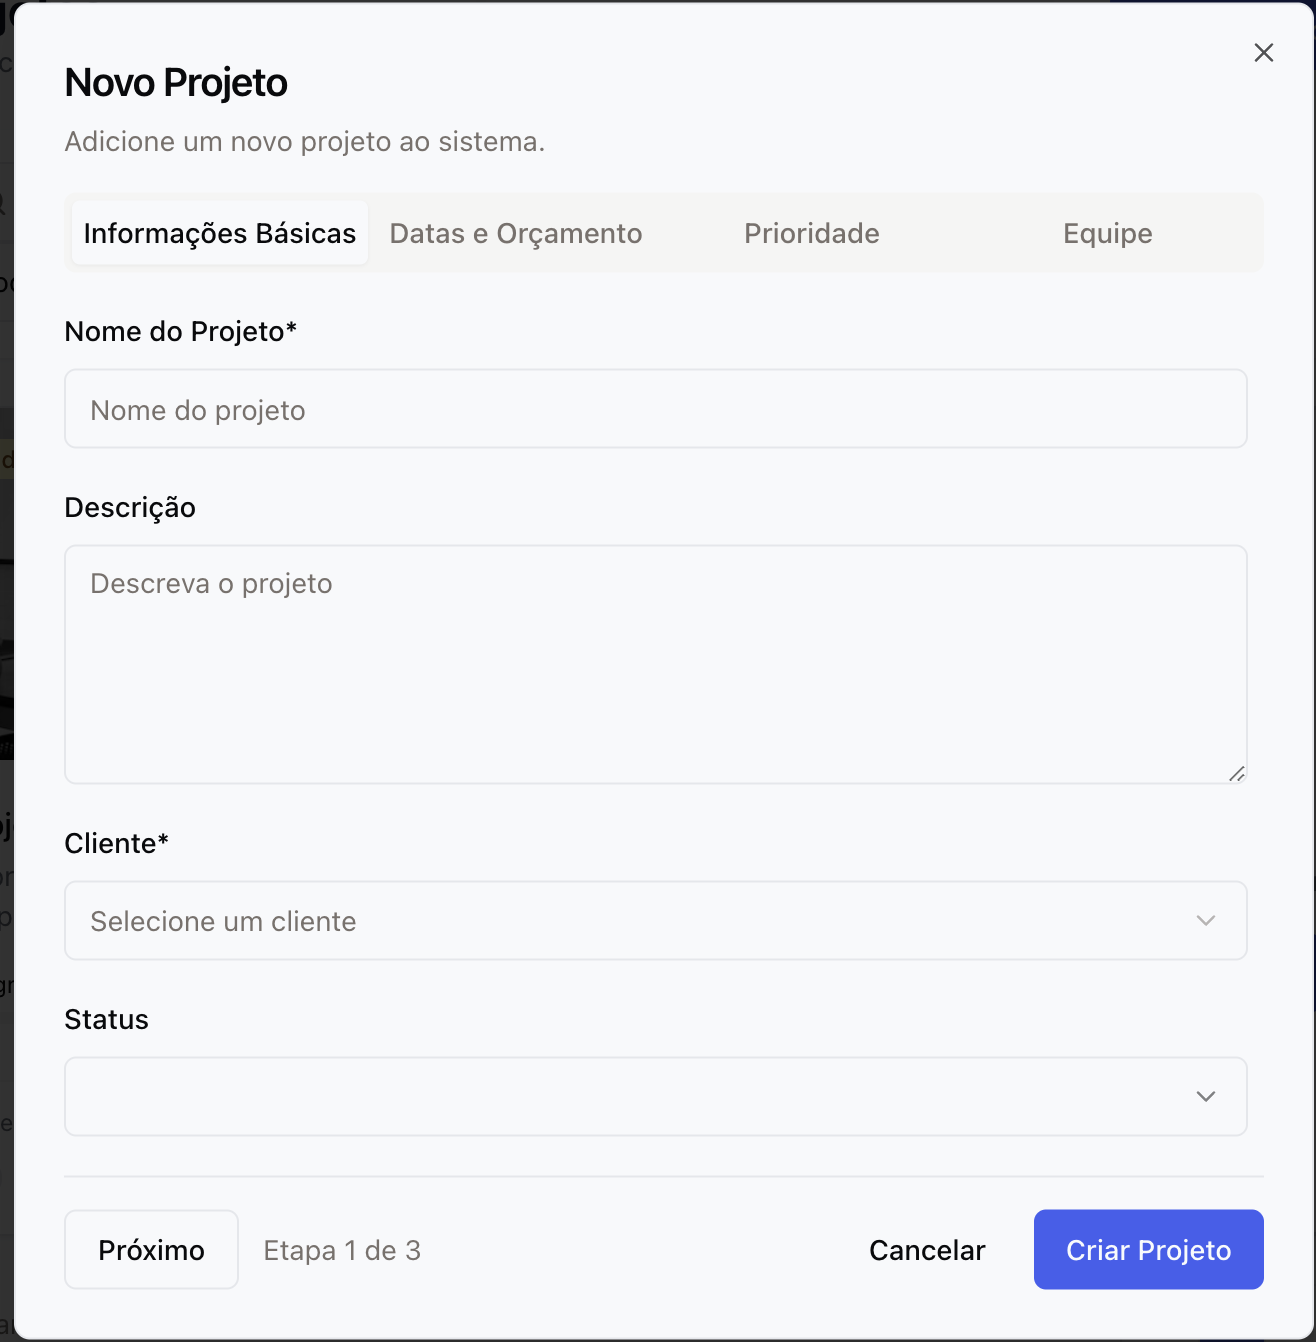 Novo Projeto
Adicione um novo projeto ao sistema.
Informações Básicas Datas e Orçamento Prioridade Equipe
Nome do Projeto*
Nome do projeto
Descrição
Descreva o projeto
Cliente*
Selecione um cliente
Status
Próximo Etapa 1 de 3 Cancelar Criar Projeto